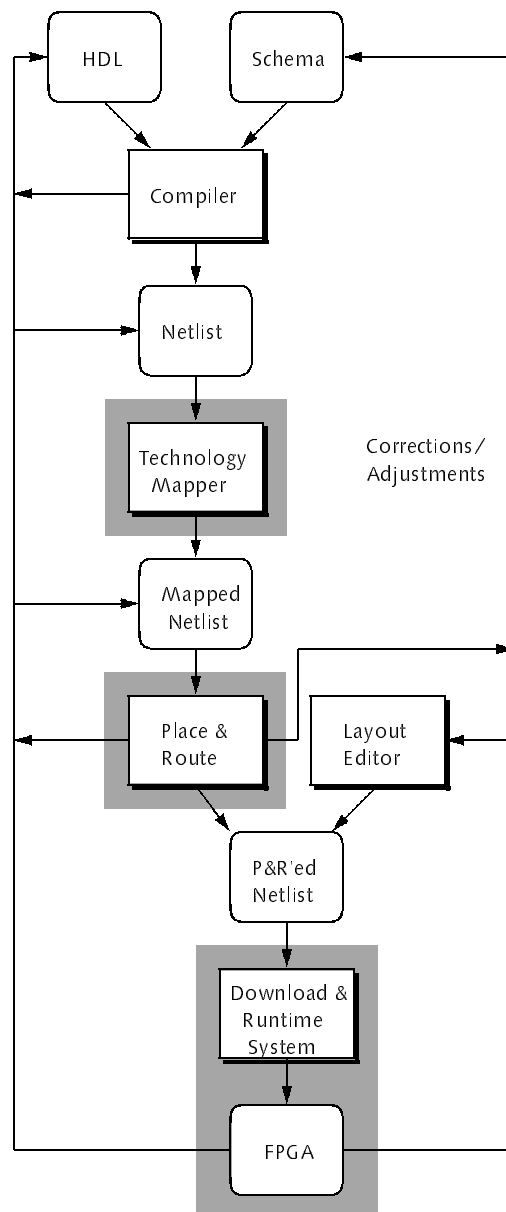 HDL
Schema
Compiler
Netlist
Technology
Mapper
Corrections/
Adjustments
Mapped
Netlist
Place &
Route
Layout
Editor
P&R'ed
Netlist
Download &
Runtime
System
FPGA